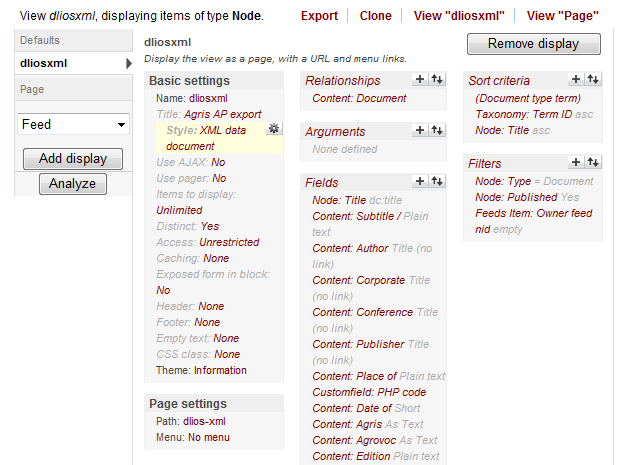 View dliosxml, displaying items of type Node.
Export
Clone
View "dliosxml"
View "Page"
Defaults
dliosxml
Page
Feed
Add display
Analyze
dliosxml
Remove display
Display the view as a page, with a URL and menu links.
Basic settings
Name: dliosxml
Title: Agris AP export
Style: XML data
document
Use AJAX: No
Use pager: No
Items to display:
Unlimited
Distinct: Yes
Access: Unrestricted
Caching: None
Exposed form in block:
No
Header: None
Footer: None
Empty text: None
CSS class: None
Theme: Information
Page settings
Path: dlios-xml
Menu: No menu
Relationships
Content: Document
Arguments
None defined
Fields
Node: Title dc:title
Content: Subtitle / Plain
text
Content: Author Title (no
link)
Content: Corporate Title
(no link)
Content: Conference Title
(no link)
Content: Publisher Title
(no link)
Content: Place of Plain text
Customfield: PHP code
Content: Date of Short
Content: Agris As Text
Content: Agrovoc As Text
Content: Edition Plain text
Sort criteria
(Document type term)
Taxonomy: Term ID asc
Node: Title asc
Filters
Node: Type = Document
Node: Published Yes
Feeds Item: Owner feed
nid empty